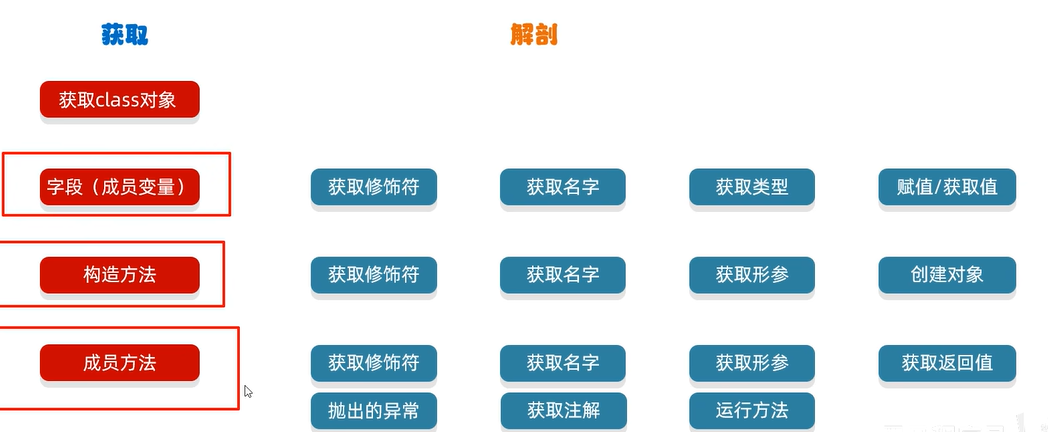 获取 解剖
获取class对象
字段（成员变量） 获取修饰符 获取名字 获取类型 赋值/获取值
构造方法 获取修饰符 获取名字 获取形参 创建对象
成员方法 获取修饰符 获取名字 获取形参 获取返回值
抛出的异常 获取注解 运行方法